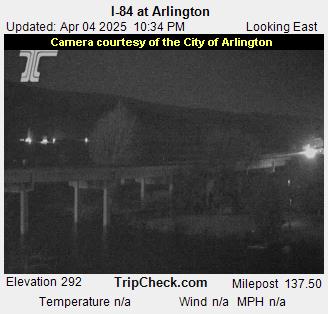 I-84 at Arlington
Updated: Apr 04 2025 10:34 PM Looking East
Camera courtesy of the City of Arlington
Elevation 292 TripCheck.com Milepost 137.50
Temperature n/a Wind n/a MPH n/a